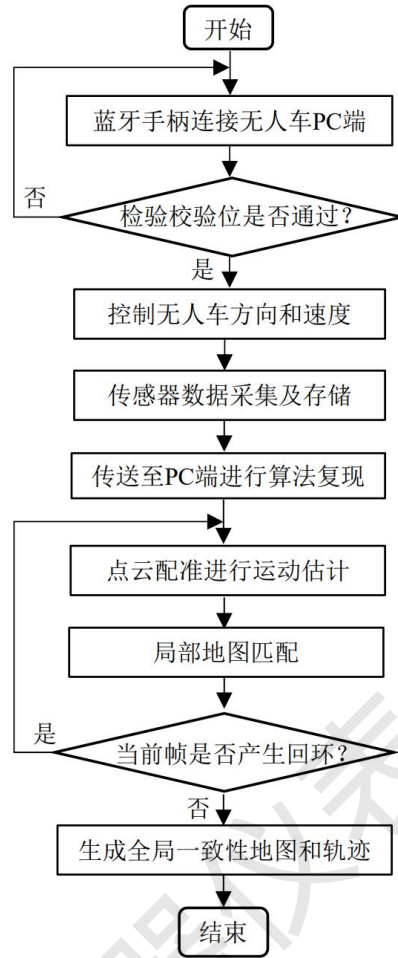 开始
蓝牙手柄连接无人车PC端
否
检验校验位是否通过？
是
控制无人车方向和速度
传感器数据采集及存储
传送至PC端进行算法复现
点云配准进行运动估计
局部地图匹配
是
当前帧是否产生回环？
否
生成全局一致性地图和轨迹
结束
器仪表